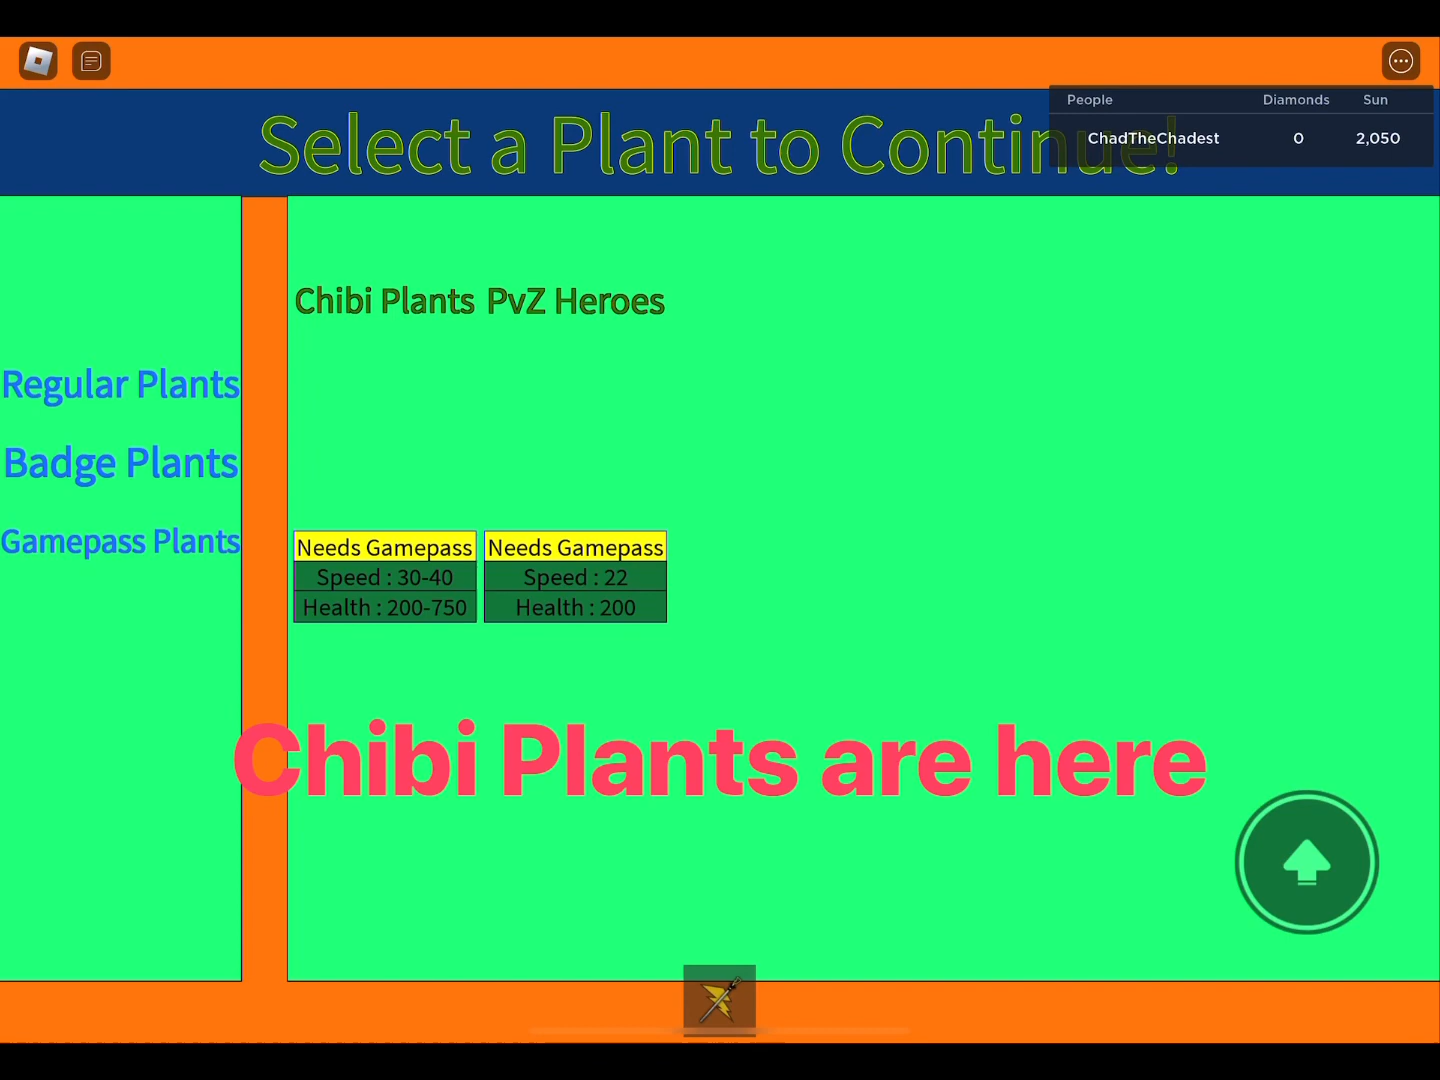 People Diamonds Sun
ChadTheChadest 0 2,050
Select a Plant to Continue!
Chibi Plants PvZ Heroes
Regular Plants
Badge Plants
Gamepass Plants
Needs Gamepass Needs Gamepass
Speed : 30-40 Speed : 22
Health : 200-750 Health : 200
Chibi Plants are here